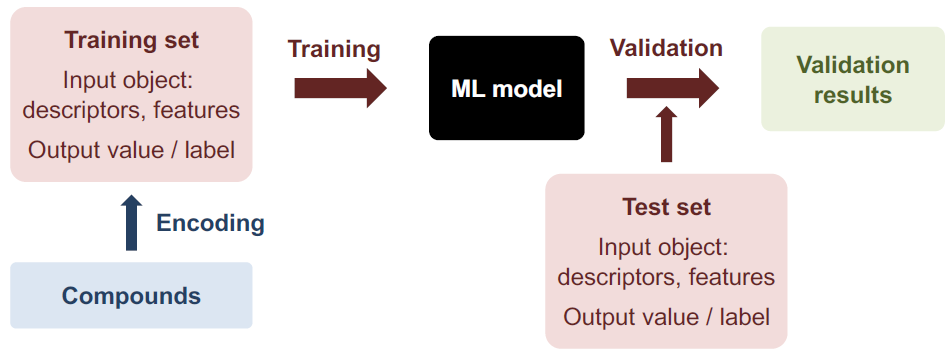 Training set
Input object:
descriptors, features
Output value / label
Training
ML model
Validation
Validation
results
Encoding
Compounds
Test set
Input object:
descriptors, features
Output value / label